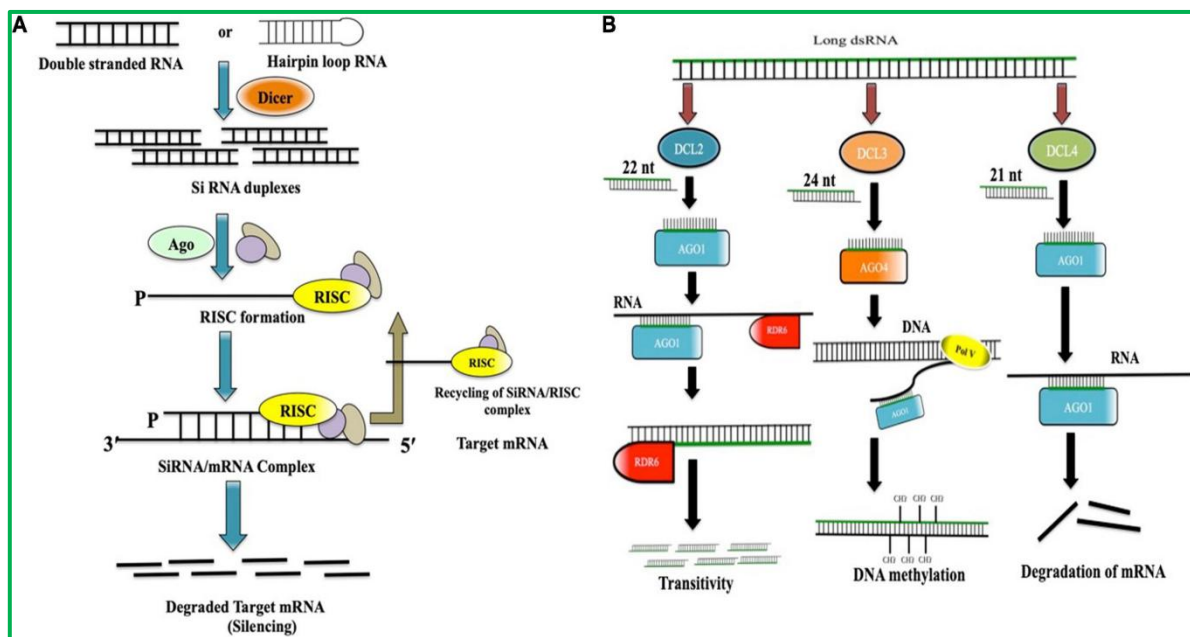 A
or
Double stranded RNA
Hairpin loop RNA
Dicer
Si RNA duplexes
Ago
P
RISC
RISC formation
RISC
Recycling of SiRNA/RISC
complex
P
RISC
3'
5'
Target mRNA
SiRNA/mRNA Complex
Degraded Target mRNA
(Silencing)
B
Long dsRNA
DCL2
DCL3
DCL4
22 nt
24 nt
21 nt
AGO1
AGO4
AGO1
RNA
AGO1
RDR6
DNA
Pol V
AGO1
RNA
AGO1
RDR6
Transitivity
DNA methylation
Degradation of mRNA